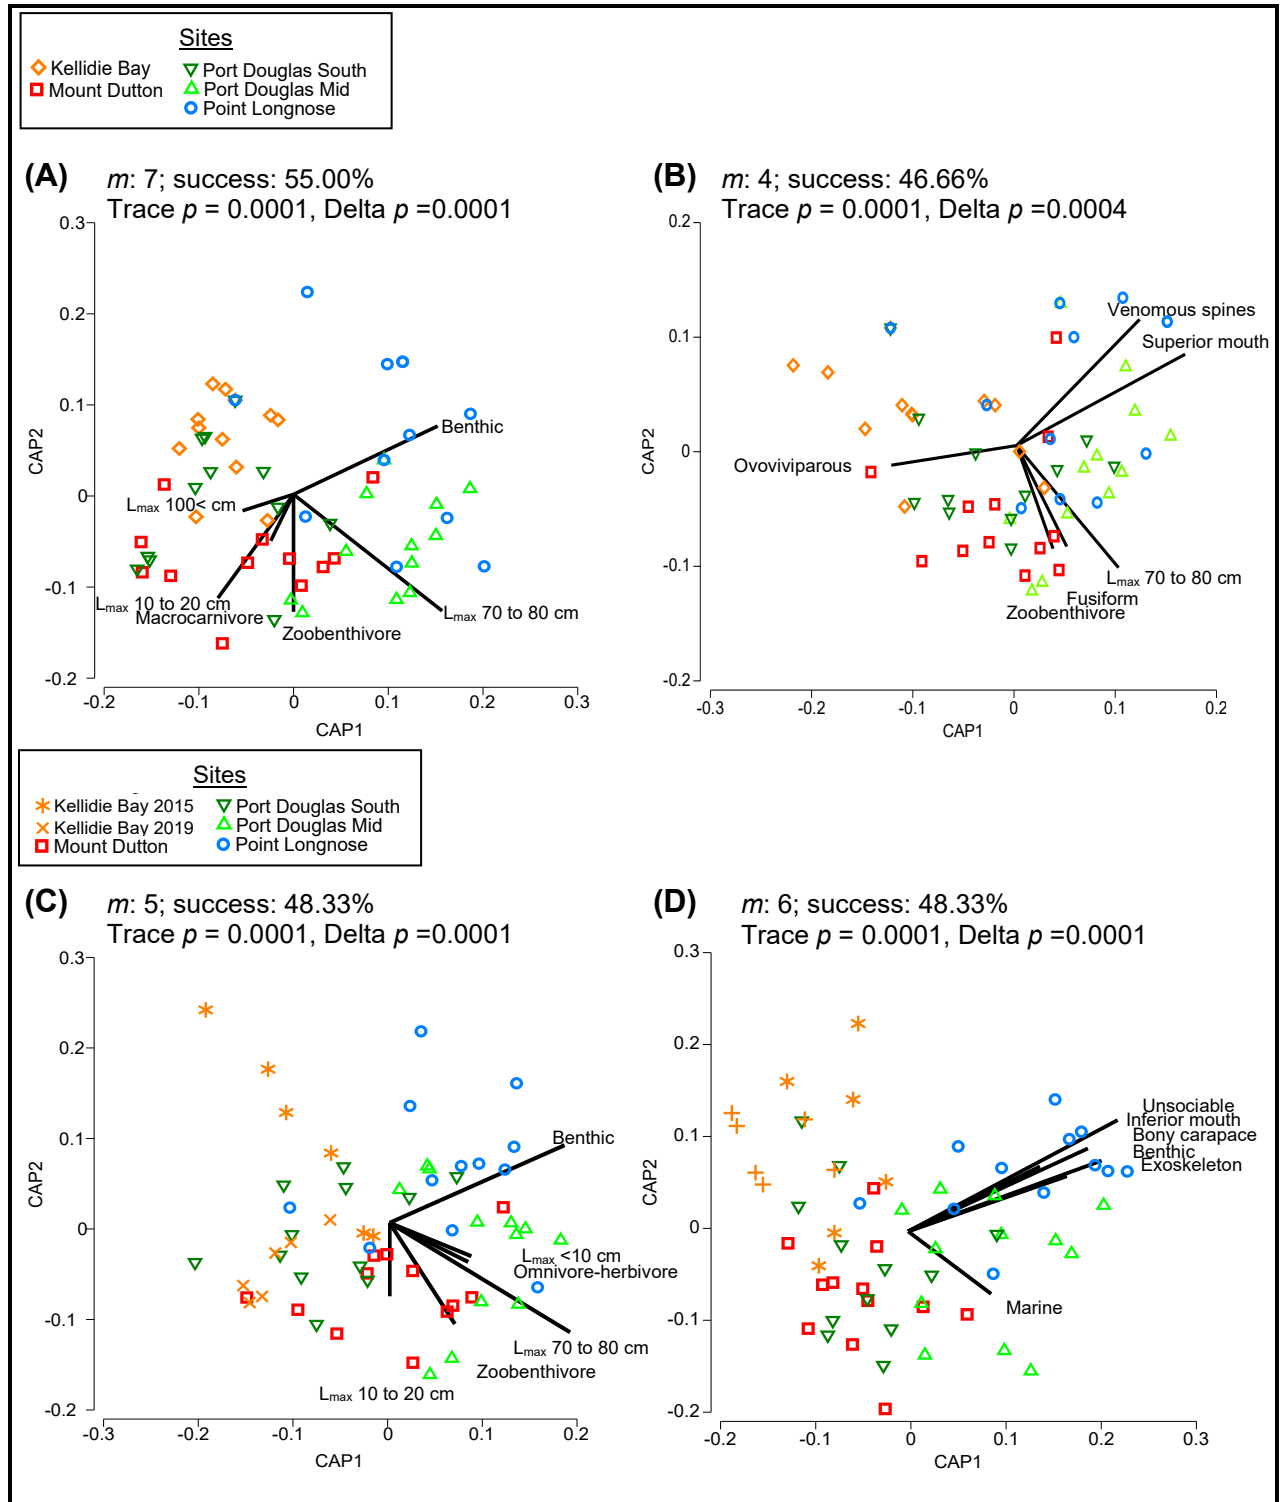 Sites
Kellidie Bay
Port Douglas South
Mount Dutton
Port Douglas Mid
Point Longnose
(A)
m: 7; success: 55.00%
Trace p = 0.0001, Delta p =0.0001
0.3
0.2
0.1
0
-0.1
-0.2
CAP2
Benthic
Lmax 100< cm
Lmax 10 to 20 cm
Macrocarnivore
Zoobenthivore
Lmax 70 to 80 cm
-0.2 -0.1 0 0.1 0.2 0.3
CAP1
(B)
m: 4; success: 46.66%
Trace p = 0.0001, Delta p =0.0004
0.2
0.1
0
-0.1
-0.2
CAP2
Venomous spines
Superior mouth
Ovoviviparous
Lmax 70 to 80 cm
Fusiform
Zoobenthivore
-0.3 -0.2 -0.1 0 0.1 0.2
CAP1
Sites
Kellidie Bay 2015
Port Douglas South
Kellidie Bay 2019
Port Douglas Mid
Mount Dutton
Point Longnose
(C)
m: 5; success: 48.33%
Trace p = 0.0001, Delta p =0.0001
0.3
0.2
0.1
0
-0.1
-0.2
CAP2
Benthic
Lmax <10 cm
Omnivore-herbivore
Lmax 70 to 80 cm
Zoobenthivore
Lmax 10 to 20 cm
-0.3 -0.2 -0.1 0 0.1 0.2
CAP1
(D)
m: 6; success: 48.33%
Trace p = 0.0001, Delta p =0.0001
0.3
0.2
0.1
0
-0.1
-0.2
CAP2
Unsociable
Inferior mouth
Bony carapace
Benthic
Exoskeleton
Marine
-0.2 -0.1 0 0.1 0.2 0.3
CAP1